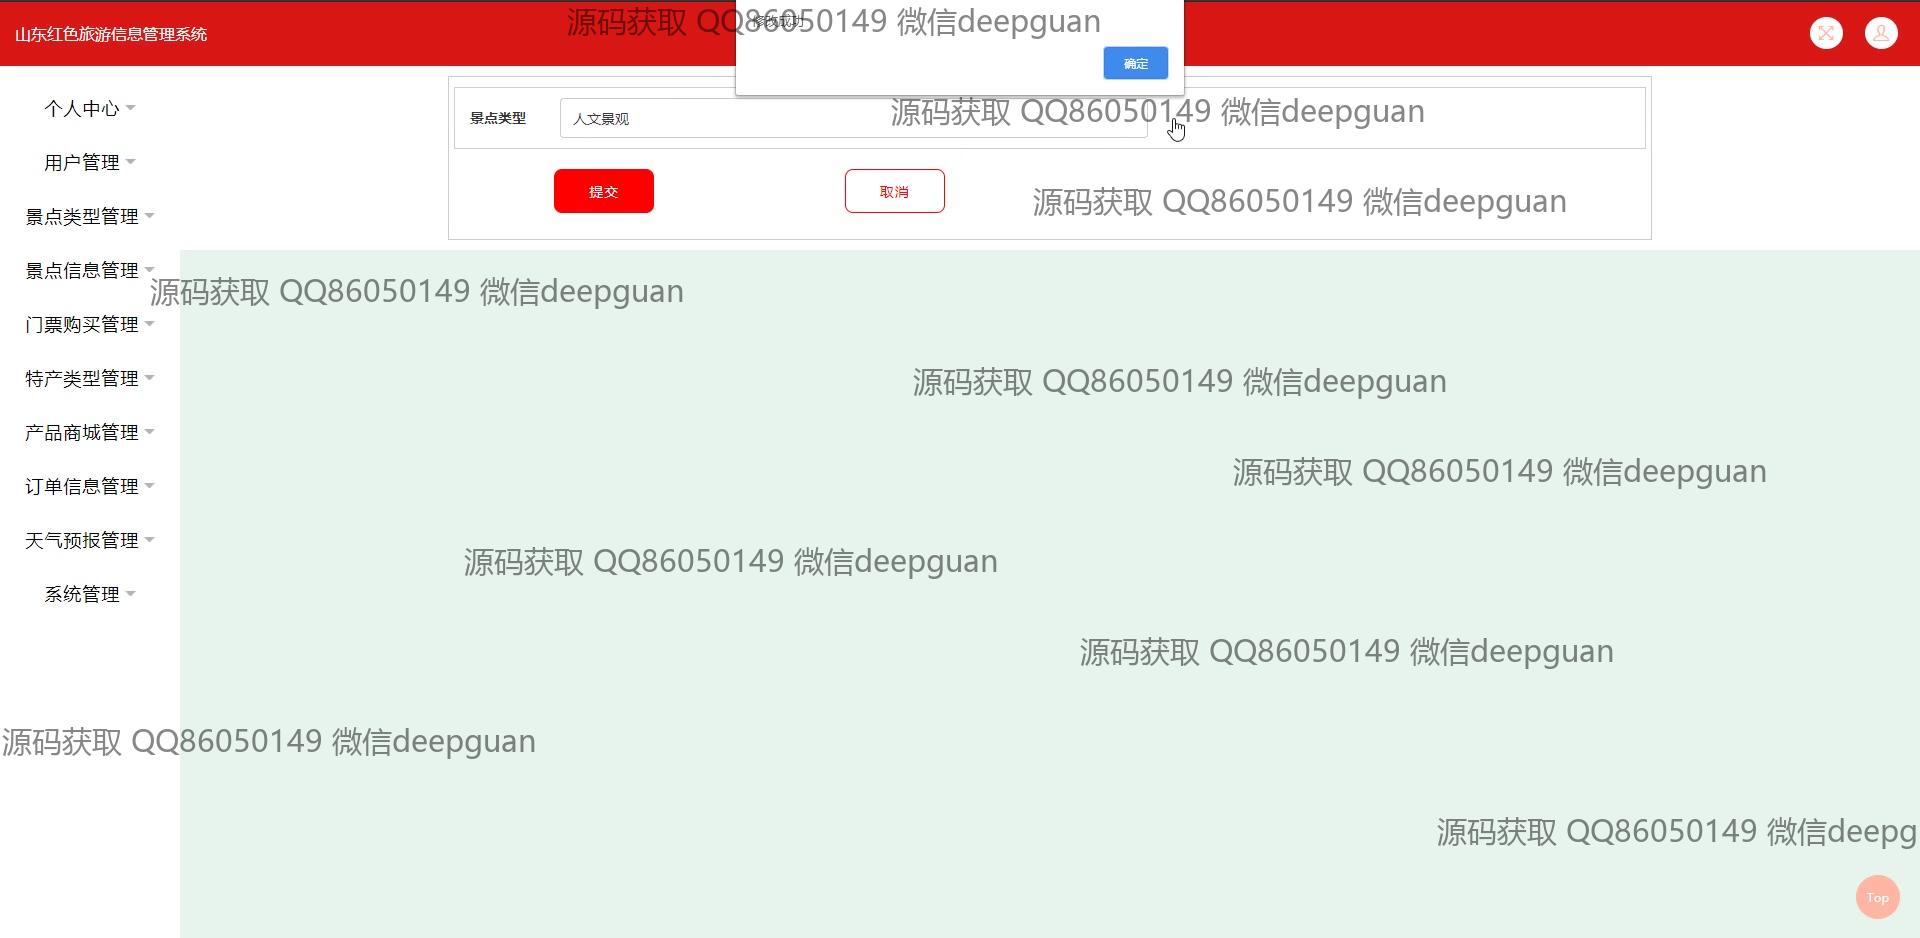 源码获取 QQ86050149 微信deepguan
修改成功
山东红色旅游信息管理系统
确定
景点类型
人文景观
源码获取 QQ86050149 微信deepguan
提交
取消
源码获取 QQ86050149 微信deepguan
个人中心
用户管理
景点类型管理
景点信息管理
门票购买管理
特产类型管理
产品商城管理
订单信息管理
天气预报管理
系统管理
源码获取 QQ86050149 微信deepguan
源码获取 QQ86050149 微信deepguan
源码获取 QQ86050149 微信deepguan
源码获取 QQ86050149 微信deepguan
源码获取 QQ86050149 微信deepguan
源码获取 QQ86050149 微信deepguan
源码获取 QQ86050149 微信deepg
Top